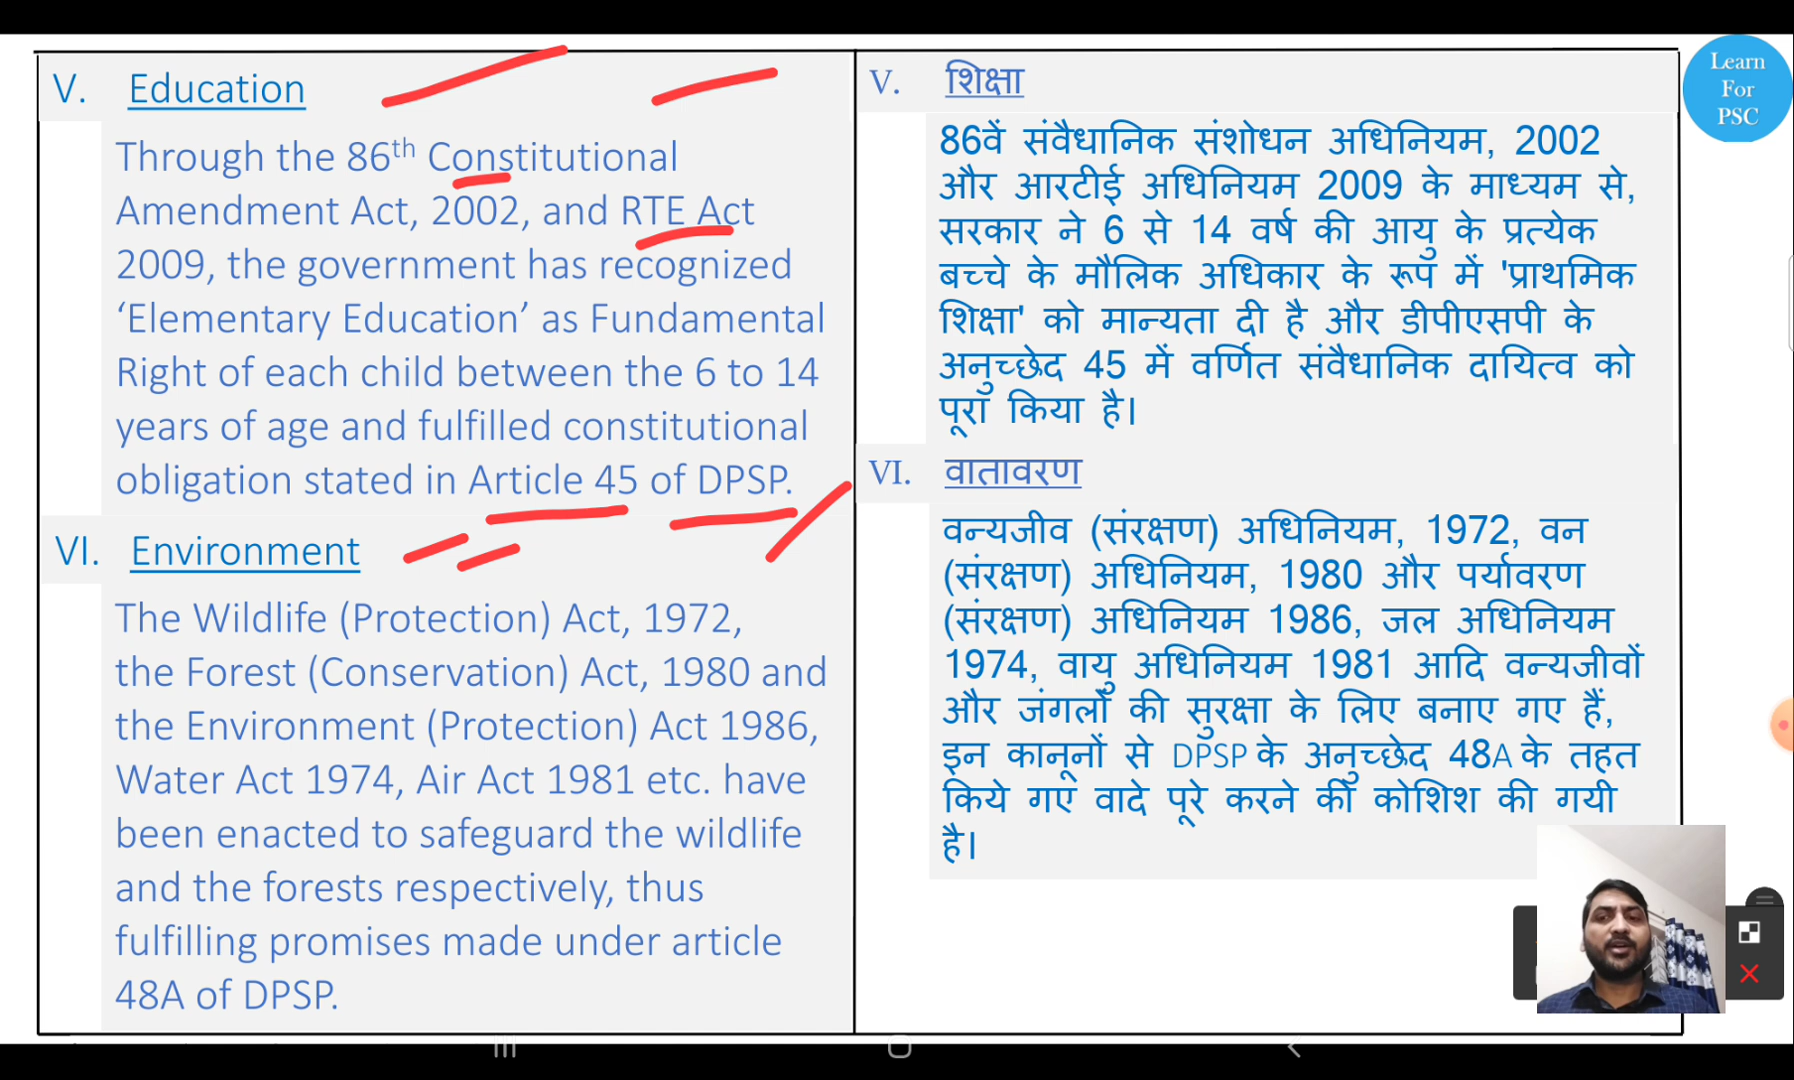 V. Education
Through the 86th Constitutional
Amendment Act, 2002, and RTE Act
2009, the government has recognized
‘Elementary Education’ as Fundamental
Right of each child between the 6 to 14
years of age and fulfilled constitutional
obligation stated in Article 45 of DPSP.
VI. Environment
The Wildlife (Protection) Act, 1972,
the Forest (Conservation) Act, 1980 and
the Environment (Protection) Act 1986,
Water Act 1974, Air Act 1981 etc. have
been enacted to safeguard the wildlife
and the forests respectively, thus
fulfilling promises made under article
48A of DPSP.
V. शिक्षा
86वें संवैधानिक संशोधन अधिनियम, 2002
और आरटीई अधिनियम 2009 के माध्यम से,
सरकार ने 6 से 14 वर्ष की आयु के प्रत्येक
बच्चे के मौलिक अधिकार के रूप में 'प्राथमिक
शिक्षा' को मान्यता दी है और डीपीएसपी के
अनुच्छेद 45 में वर्णित संवैधानिक दायित्व को
पूरा किया है।
VI. वातावरण
वन्यजीव (संरक्षण) अधिनियम, 1972, वन
(संरक्षण) अधिनियम, 1980 और पर्यावरण
(संरक्षण) अधिनियम 1986, जल अधिनियम
1974, वायु अधिनियम 1981 आदि वन्यजीवों
और जंगलों की सुरक्षा के लिए बनाए गए हैं,
इन कानूनों से DPSP के अनुच्छेद 48A के तहत
किये गए वादे पूरे करने की कोशिश की गयी
है।
Learn
For
PSC